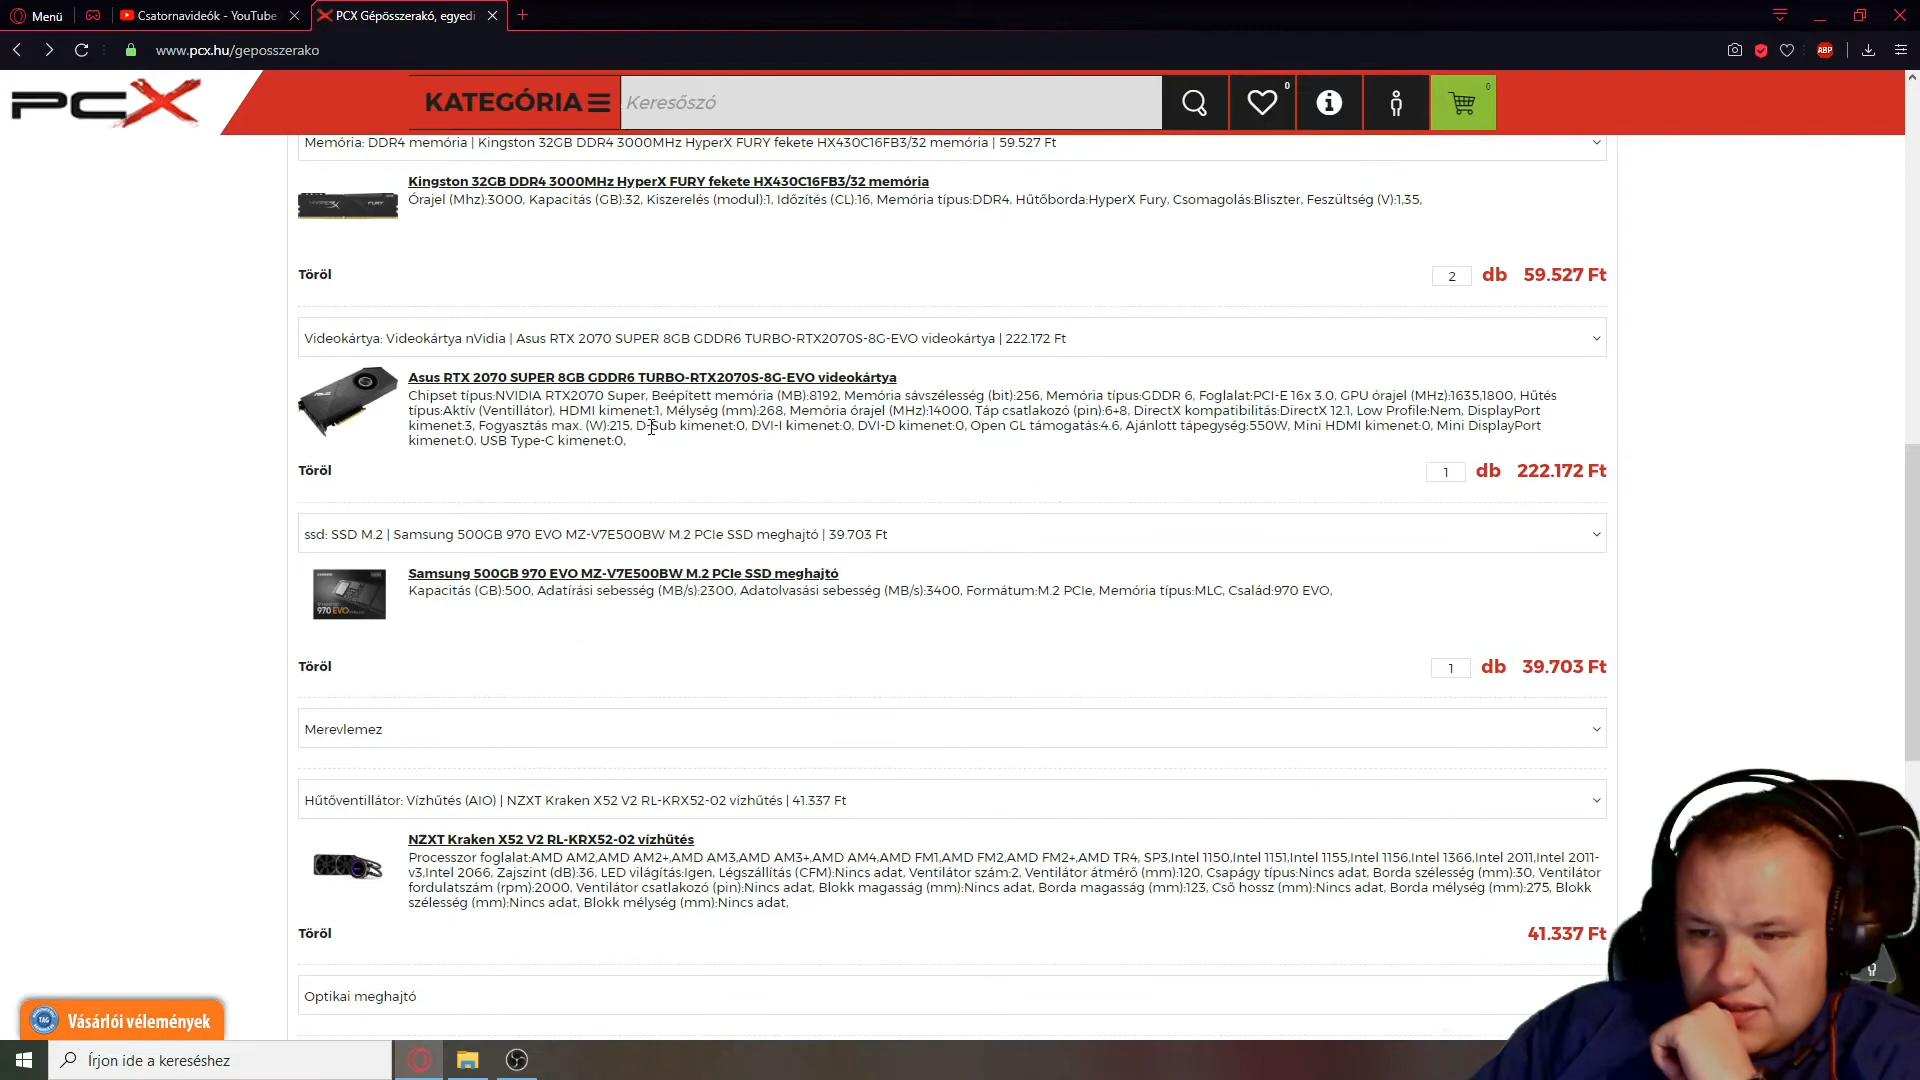 Menü
Csatornavideók - YouTube
PCX Gépösszerakó, egyedi
www.pcx.hu/geposszerako
ABP
PCX
KATEGÓRIA
Keresőszó
0
0
Memória: DDR4 memória | Kingston 32GB DDR4 3000MHz HyperX FURY fekete HX430C16FB3/32 memória | 59.527 Ft
Kingston 32GB DDR4 3000MHz HyperX FURY fekete HX430C16FB3/32 memória
Órajel (Mhz):3000, Kapacitás (GB):32, Kiszerelés (modul):1, Időzítés (CL):16, Memória típus:DDR4, Hűtőborda:HyperX Fury, Csomagolás:Bliszter, Feszültség (V):1,35,
Töröl
2 db 59.527 Ft
Videokártya: Videokártya nVidia | Asus RTX 2070 SUPER 8GB GDDR6 TURBO-RTX2070S-8G-EVO videokártya | 222.172 Ft
Asus RTX 2070 SUPER 8GB GDDR6 TURBO-RTX2070S-8G-EVO videokártya
Chipset típus:NVIDIA RTX2070 Super, Beépített memória (MB):8192, Memória sávszélesség (bit):256, Memória típus:GDDR 6, Foglalat:PCI-E 16x 3.0, GPU órajel (MHz):1635,1800, Hűtés
típus:Aktív (Ventillátor), HDMI kimenet:1, Mélység (mm):268, Memória órajel (MHz):14000, Táp csatlakozó (pin):6+8, DirectX kompatibilitás:DirectX 12.1, Low Profile:Nem, DisplayPort
kimenet:3, Fogyasztás max. (W):215, D-Sub kimenet:0, DVI-I kimenet:0, DVI-D kimenet:0, Open GL támogatás:4.6, Ajánlott tápegység:550W, Mini HDMI kimenet:0, Mini DisplayPort
kimenet:0, USB Type-C kimenet:0,
Töröl
1 db 222.172 Ft
ssd: SSD M.2 | Samsung 500GB 970 EVO MZ-V7E500BW M.2 PCIe SSD meghajtó | 39.703 Ft
Samsung 500GB 970 EVO MZ-V7E500BW M.2 PCIe SSD meghajtó
Kapacitás (GB):500, Adatírási sebesség (MB/s):2300, Adatolvasási sebesség (MB/s):3400, Formátum:M.2 PCIe, Memória típus:MLC, Család:970 EVO,
970 EVO
Töröl
1 db 39.703 Ft
Merevlemez
Hűtőventillátor: Vízhűtés (AIO) | NZXT Kraken X52 V2 RL-KRX52-02 vízhűtés | 41.337 Ft
NZXT Kraken X52 V2 RL-KRX52-02 vízhűtés
Processzor foglalat:AMD AM2,AMD AM2+,AMD AM3,AMD AM3+,AMD AM4,AMD FM1,AMD FM2,AMD FM2+,AMD TR4, SP3,Intel 1150,Intel 1151,Intel 1155,Intel 1156,Intel 1366,Intel 2011,Intel 2011-
v3,Intel 2066, Zajszint (dB):36, LED világítás:Igen, Légszállítás (CFM):Nincs adat, Ventilátor szám:2, Ventilátor átmérő (mm):120, Csapágy típus:Nincs adat, Borda szélesség (mm):30, Ventilátor
fordulatszám (rpm):2000, Ventilátor csatlakozó (pin):Nincs adat, Blokk magasság (mm):Nincs adat, Borda magasság (mm):123, Cső hossz (mm):Nincs adat, Borda mélység (mm):275, Blokk
szélesség (mm):Nincs adat, Blokk mélység (mm):Nincs adat,
Töröl
41.337 Ft
Optikai meghajtó
TAG
Vásárlói vélemények
Írjon ide a kereséshez